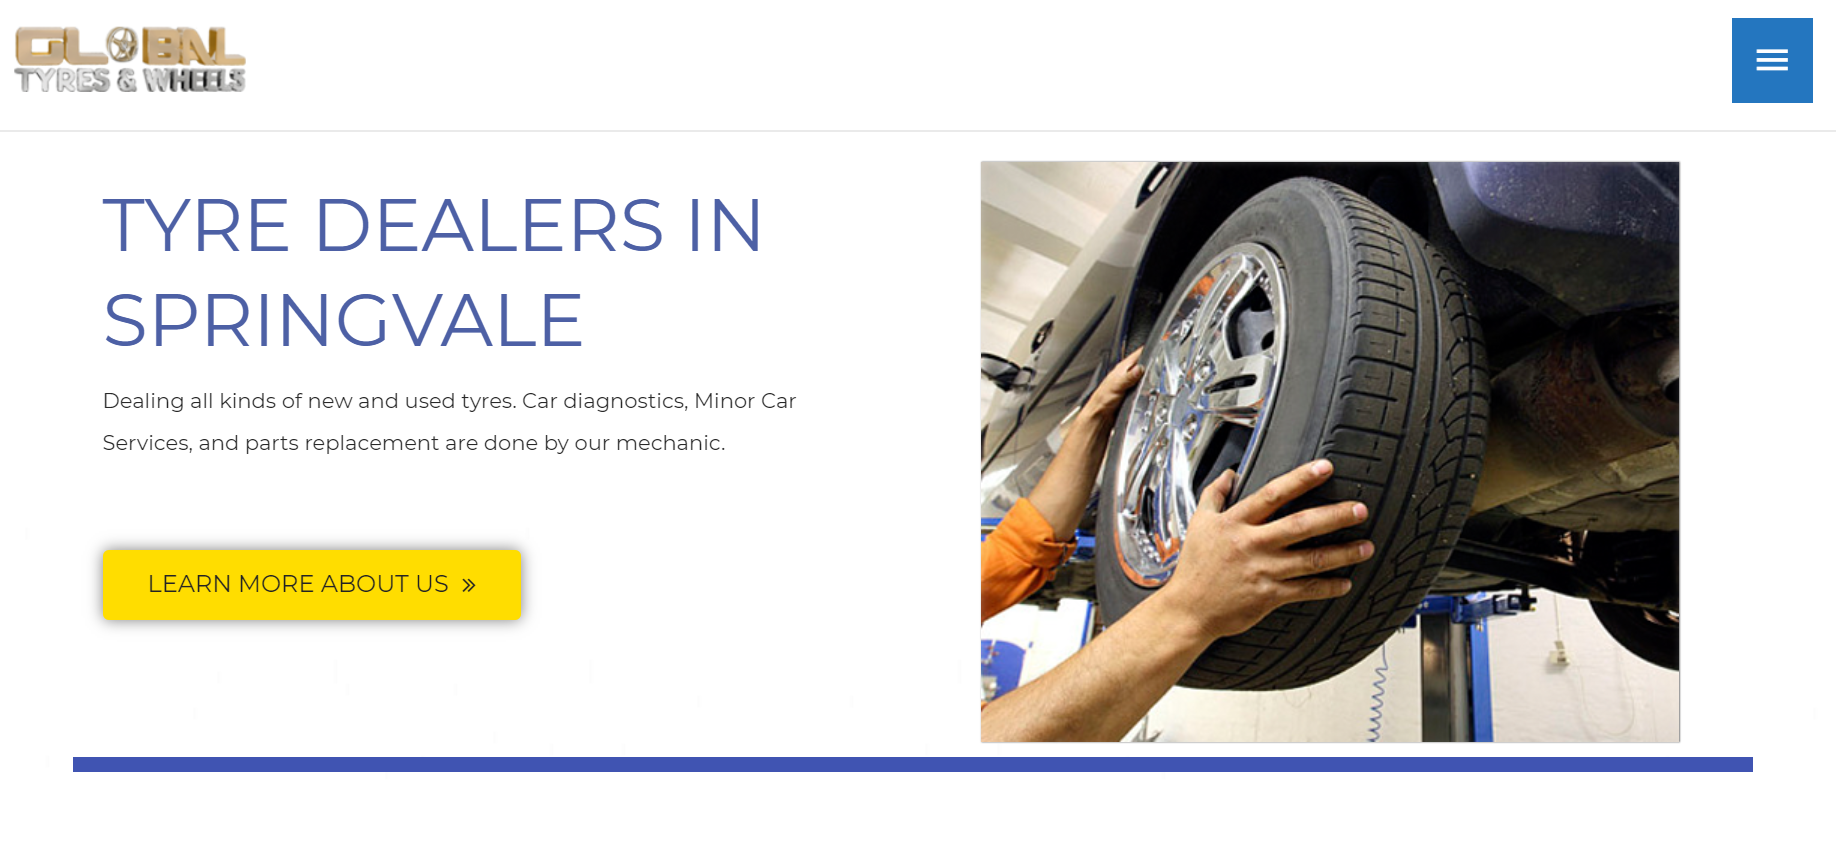 GLOBAL
TYRES & WHEELS
TYRE DEALERS IN
SPRINGVALE
Dealing all kinds of new and used tyres. Car diagnostics, Minor Car
Services, and parts replacement are done by our mechanic.
LEARN MORE ABOUT US »